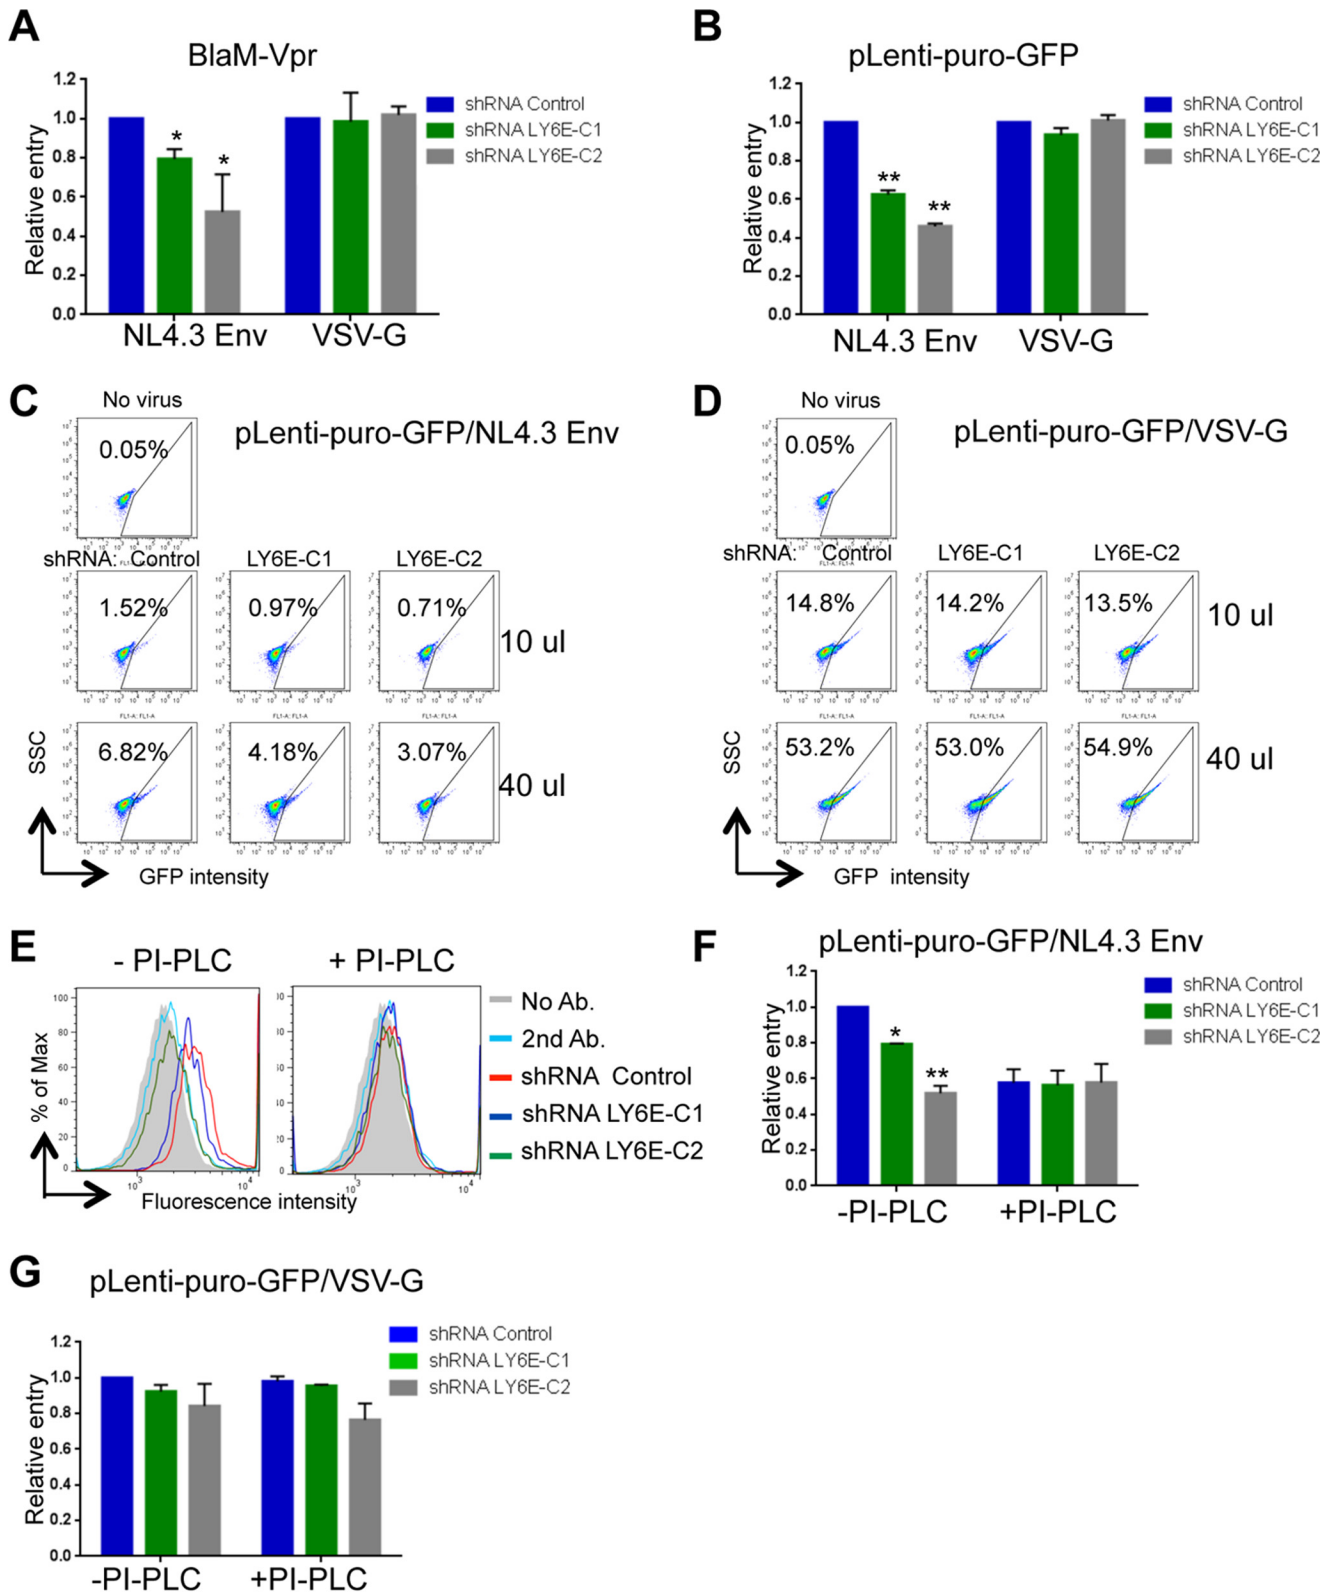 A
BlaM-Vpr
Relative entry
1.2
1.0
0.8
0.6
0.4
0.2
0.0
*
*
NL4.3 Env
VSV-G
shRNA Control
shRNA LY6E-C1
shRNA LY6E-C2
B
pLenti-puro-GFP
Relative entry
1.2
1.0
0.8
0.6
0.4
0.2
0.0
**
**
NL4.3 Env
VSV-G
shRNA Control
shRNA LY6E-C1
shRNA LY6E-C2
C
No virus
pLenti-puro-GFP/NL4.3 Env
0.05%
shRNA: Control
LY6E-C1
LY6E-C2
1.52%
0.97%
0.71%
10 ul
6.82%
4.18%
3.07%
40 ul
SSC
GFP intensity
D
No virus
pLenti-puro-GFP/VSV-G
0.05%
shRNA: Control
LY6E-C1
LY6E-C2
14.8%
14.2%
13.5%
10 ul
53.2%
53.0%
54.9%
40 ul
SSC
GFP intensity
E
- PI-PLC
+ PI-PLC
% of Max
100
80
60
40
20
0
10³
10⁴
10³
10⁴
Fluorescence intensity
No Ab.
2nd Ab.
shRNA Control
shRNA LY6E-C1
shRNA LY6E-C2
F
pLenti-puro-GFP/NL4.3 Env
Relative entry
1.2
1.0
0.8
0.6
0.4
0.2
0.0
*
**
-PI-PLC
+PI-PLC
shRNA Control
shRNA LY6E-C1
shRNA LY6E-C2
G
pLenti-puro-GFP/VSV-G
Relative entry
1.2
1.0
0.8
0.6
0.4
0.2
0.0
-PI-PLC
+PI-PLC
shRNA Control
shRNA LY6E-C1
shRNA LY6E-C2